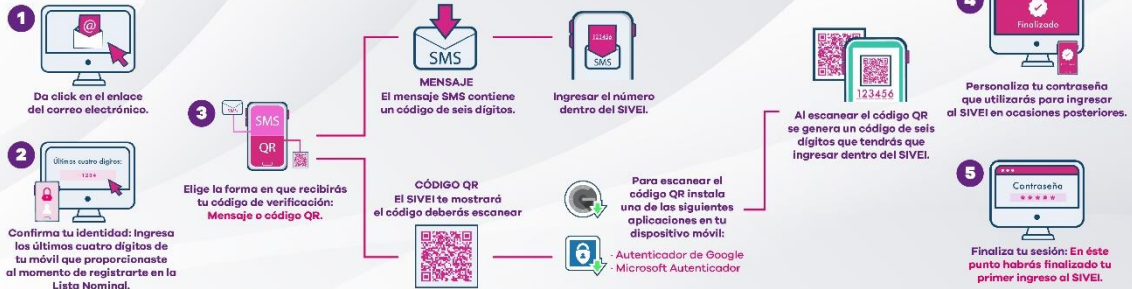 1
@
Da click en el enlace
del correo electrónico.
2
Últimos cuatro dígitos:
1234
Confirma tu identidad: Ingresa
los últimos cuatro dígitos de
tu móvil que proporcionaste
al momento de registrarte en la
Lista Nominal.
3
SMS
QR
Elige la forma en que recibirás
tu código de verificación:
Mensaje o código QR.
SMS
MENSAJE
El mensaje SMS contiene
un código de seis dígitos.
123456
SMS
Ingresar el número
dentro del SIVEI.
CÓDIGO QR
El SIVEI te mostrará
el código deberás escanear
Para escanear el
código QR instala
una de las siguientes
aplicaciones en tu
dispositivo móvil:
- Autenticador de Google
- Microsoft Autenticador
123456
Al escanear el código QR
se genera un código de seis
dígitos que tendrás que
ingresar dentro del SIVEI.
4
Finalizado
Personaliza tu contraseña
que utilizarás para ingresar
al SIVEI en ocasiones posteriores.
5
Contraseña
*****
Finaliza tu sesión: En éste
punto habrás finalizado tu
primer ingreso al SIVEI.